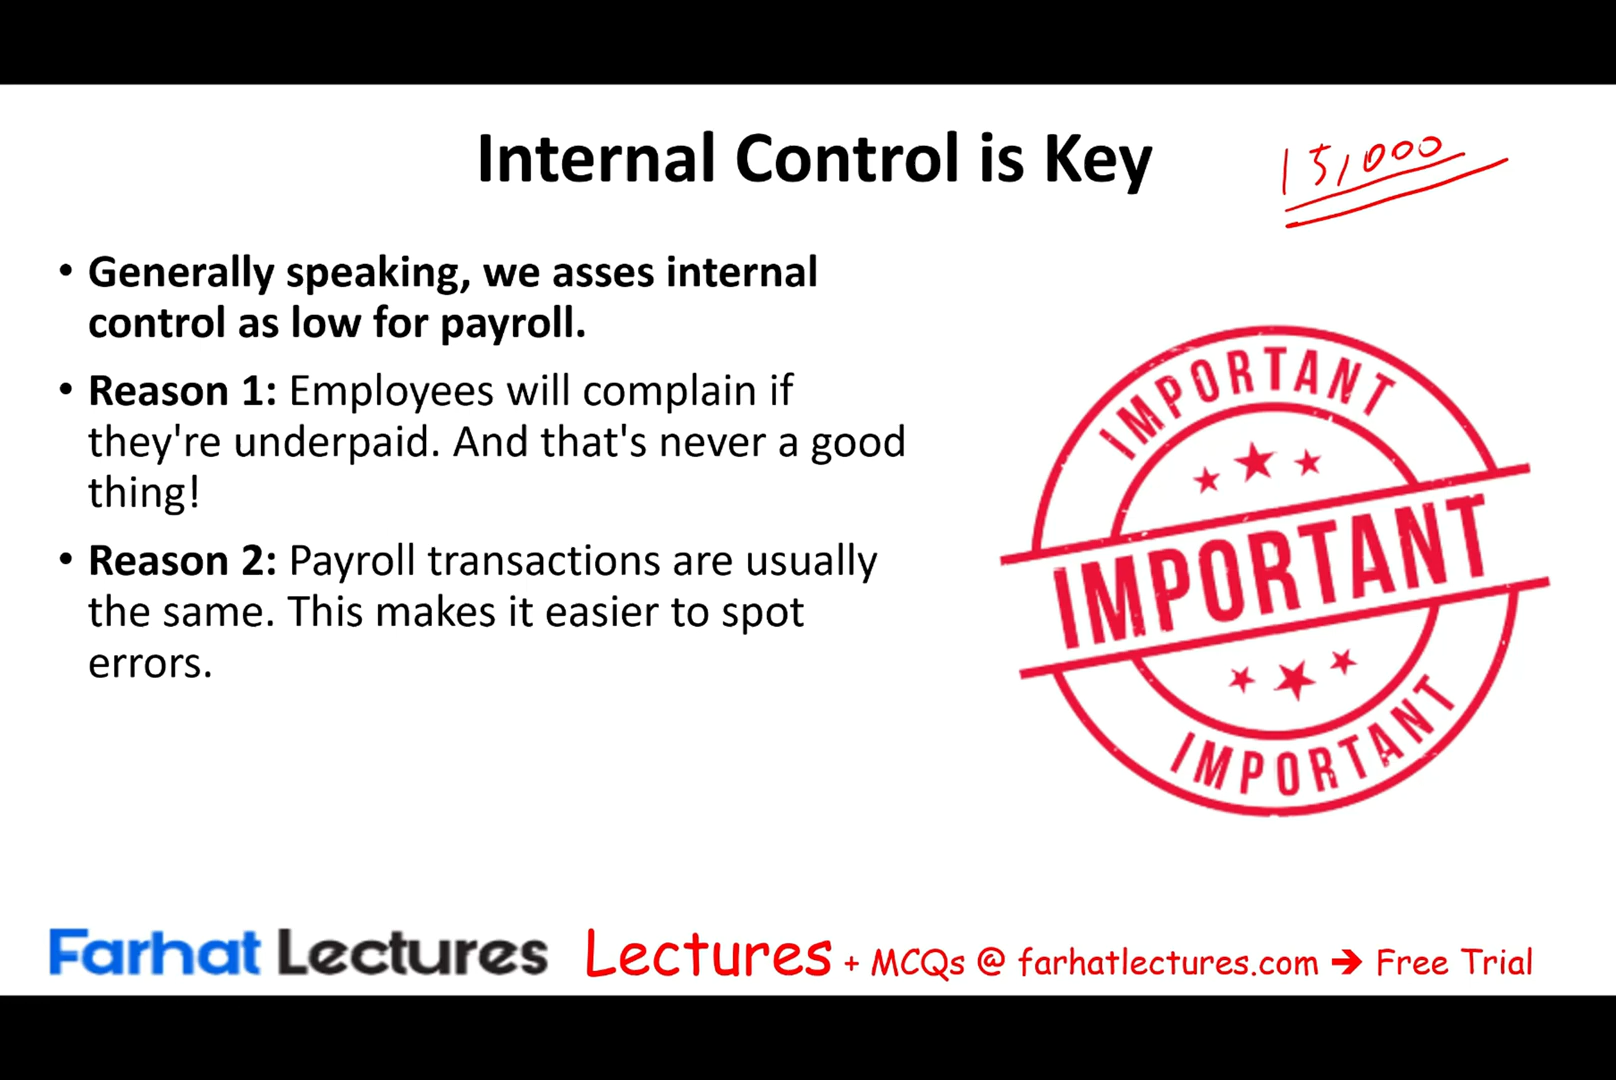 Internal Control is Key
15,000
• Generally speaking, we asses internal
control as low for payroll.
• Reason 1: Employees will complain if
they're underpaid. And that's never a good
thing!
• Reason 2: Payroll transactions are usually
the same. This makes it easier to spot
errors.
IMPORTANT
IMPORTANT
IMPORTANT
Farhat Lectures Lectures + MCQs @ farhatlectures.com → Free Trial